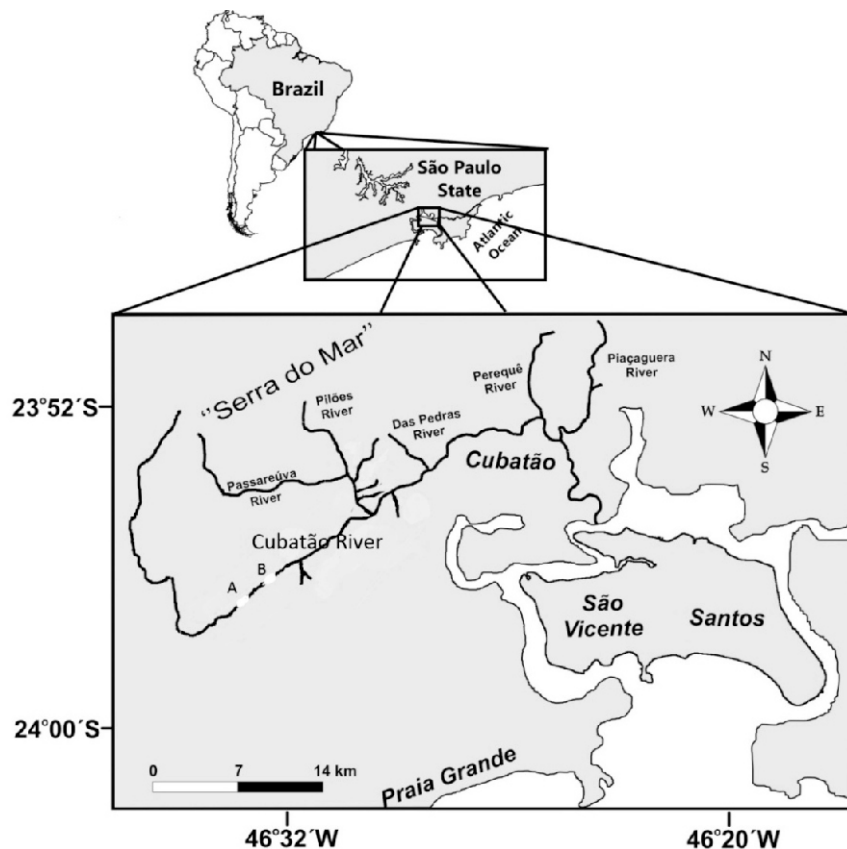 Brazil
São Paulo
State
Atlantic
Ocean
"Serra do Mar"
Pilões
River
Perequê
River
Piaçaguera
River
N
W
E
S
23°52´S
Das Pedras
River
Cubatão
Passareúva
River
Cubatão River
B
A
São
Vicente
Santos
24°00´S
0
7
14 km
Praia Grande
46°32´W
46°20´W